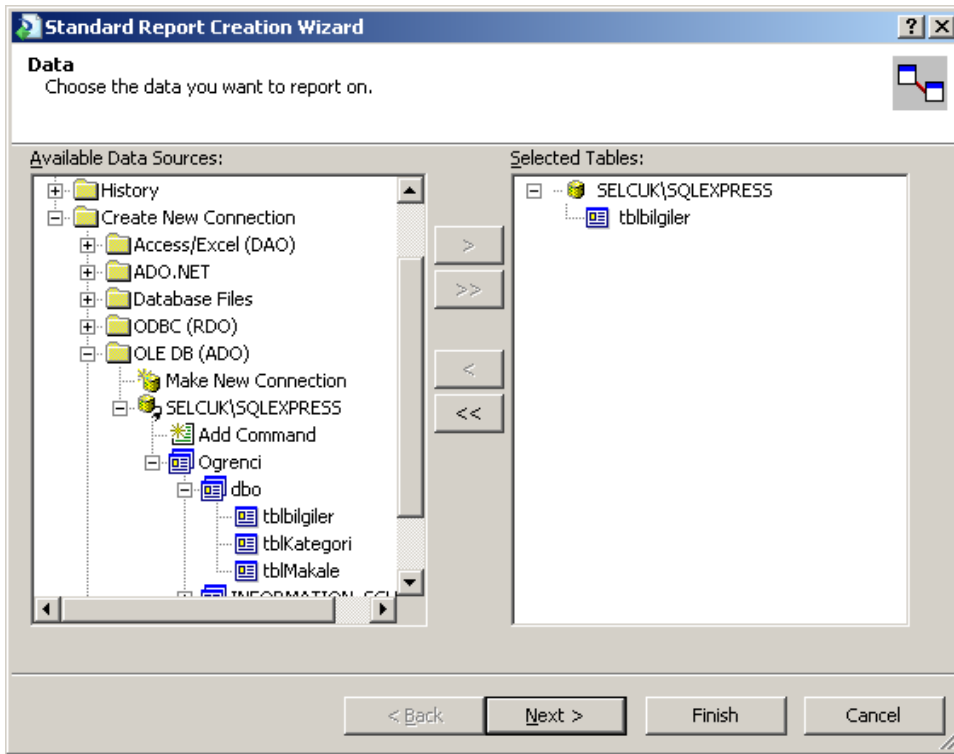 Standard Report Creation Wizard
Data
Choose the data you want to report on.
Available Data Sources:
History
Create New Connection
Access/Excel (DAO)
ADO.NET
Database Files
ODBC (RDO)
OLE DB (ADO)
Make New Connection
SELCUK\SQLEXPRESS
Add Command
Ogrenci
dbo
tblbilgiler
tblKategori
tblMakale
>
>>
<
<<
Selected Tables:
SELCUK\SQLEXPRESS
tblbilgiler
< Back
Next >
Finish
Cancel